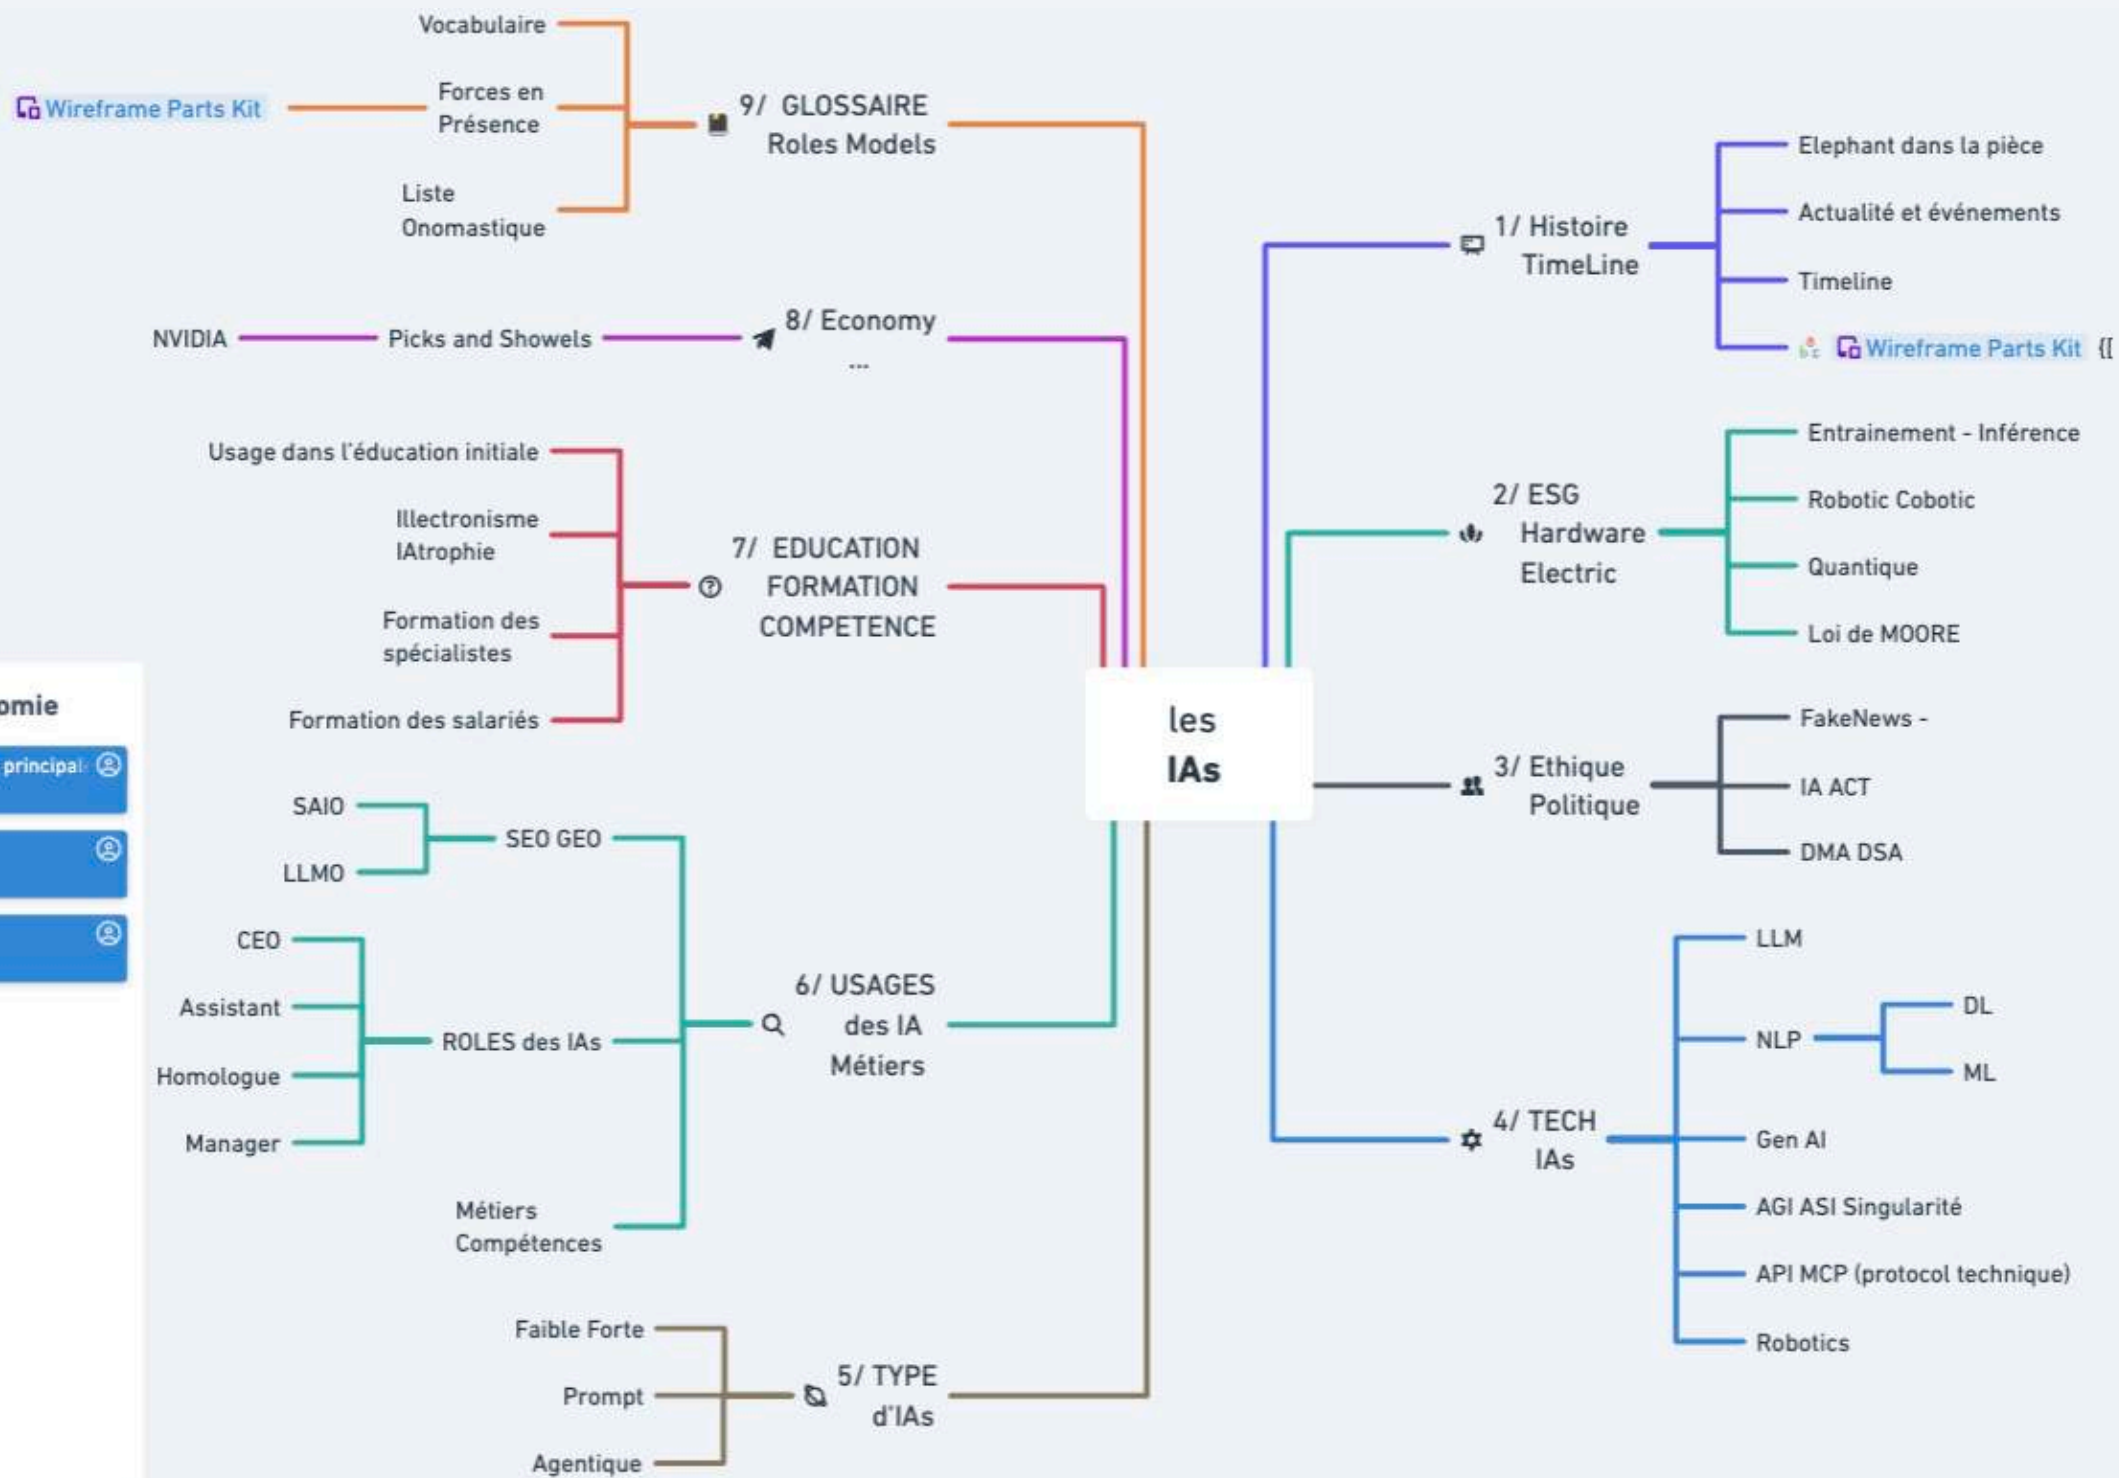 Vocabulaire
Wireframe Parts Kit
Forces en
Présence
Liste
Onomastique
9/ GLOSSAIRE
Roles Models
NVIDIA
Picks and Showels
8/ Economy
...
Usage dans l'éducation initiale
Illectronisme
IAtrophie
Formation des
spécialistes
Formation des salariés
7/ EDUCATION
FORMATION
COMPETENCE
omie
principal
SAIO
LLMO
SEO GEO
CEO
Assistant
Homologue
Manager
ROLES des IAs
Métiers
Compétences
6/ USAGES
des IA
Métiers
Faible Forte
Prompt
Agentique
5/ TYPE
d'IAs
les
IAs
1/ Histoire
TimeLine
Elephant dans la pièce
Actualité et événements
Timeline
Wireframe Parts Kit {[
2/ ESG
Hardware
Electric
Entrainement - Inférence
Robotic Cobotic
Quantique
Loi de MOORE
3/ Ethique
Politique
FakeNews -
IA ACT
DMA DSA
4/ TECH
IAs
LLM
NLP
DL
ML
Gen AI
AGI ASI Singularité
API MCP (protocol technique)
Robotics